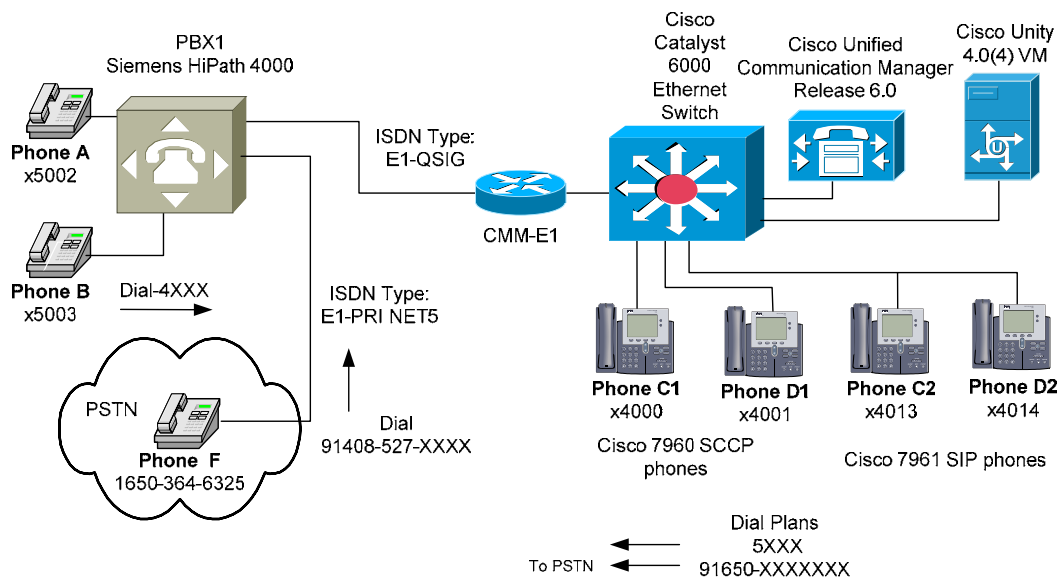 PBX1
Siemens HiPath 4000
Phone A
x5002
Phone B
x5003
Dial-4XXX
ISDN Type:
E1-QSIG
ISDN Type:
E1-PRI NET5
CMM-E1
Cisco
Catalyst
6000
Ethernet
Switch
Cisco Unified
Communication Manager
Release 6.0
Cisco Unity
4.0(4) VM
U
PSTN
Phone F
1650-364-6325
Dial
91408-527-XXXX
Phone C1
x4000
Phone D1
x4001
Phone C2
x4013
Phone D2
x4014
Cisco 7960 SCCP
phones
Cisco 7961 SIP phones
Dial Plans
5XXX
To PSTN
91650-XXXXXXX